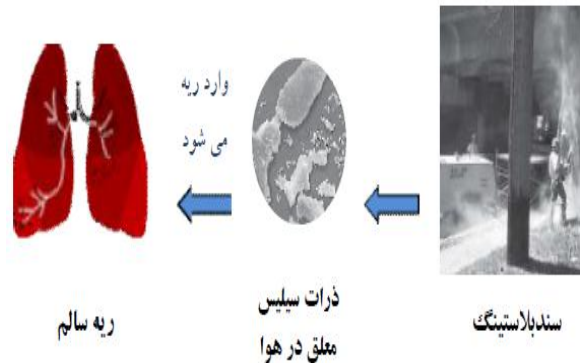 سندبلاستینگ
ذرات سیلیس
معلق در هوا
وارد ریه
می شود
ریه سالم